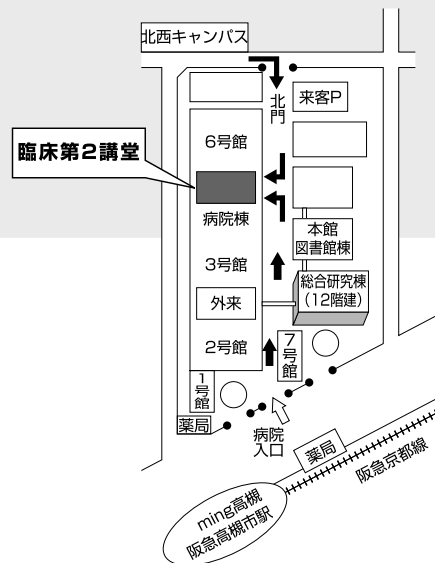 北西キャンパス
北門
来客P
6号館
臨床第2講堂
病院棟
本館
図書館棟
3号館
総合研究棟
(12階建)
外来
7号館
2号館
1号館
薬局
病院
入口
薬局
阪急京都線
ming高槻
阪急高槻市駅